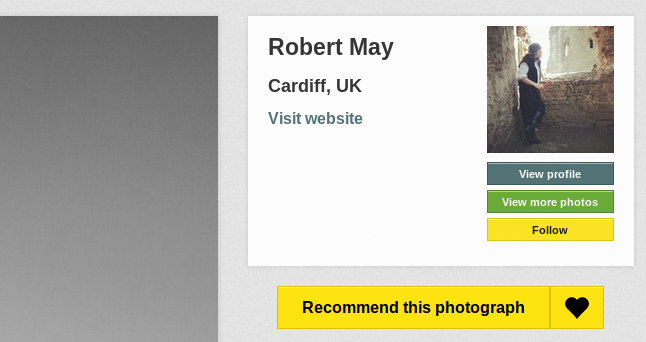 Robert May
Cardiff, UK
Visit website
View profile
View more photos
Follow
Recommend this photograph